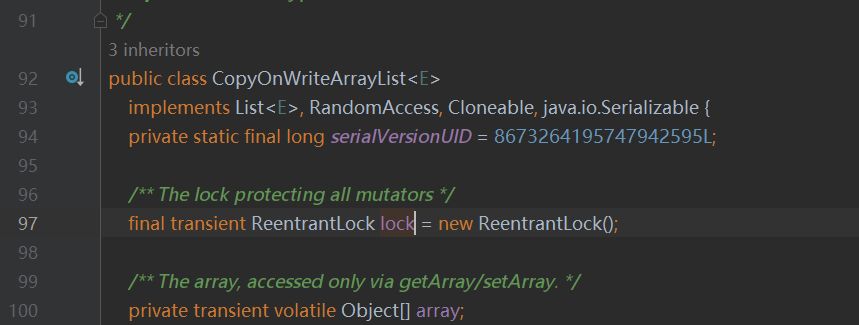 91 */
3 inheritors
92 public class CopyOnWriteArrayList<E>
93 implements List<E>, RandomAccess, Cloneable, java.io.Serializable {
94 private static final long serialVersionUID = 8673264195747942595L;
95
96 /** The lock protecting all mutators */
97 final transient ReentrantLock lock = new ReentrantLock();
98
99 /** The array, accessed only via getArray/setArray. */
100 private transient volatile Object[] array;